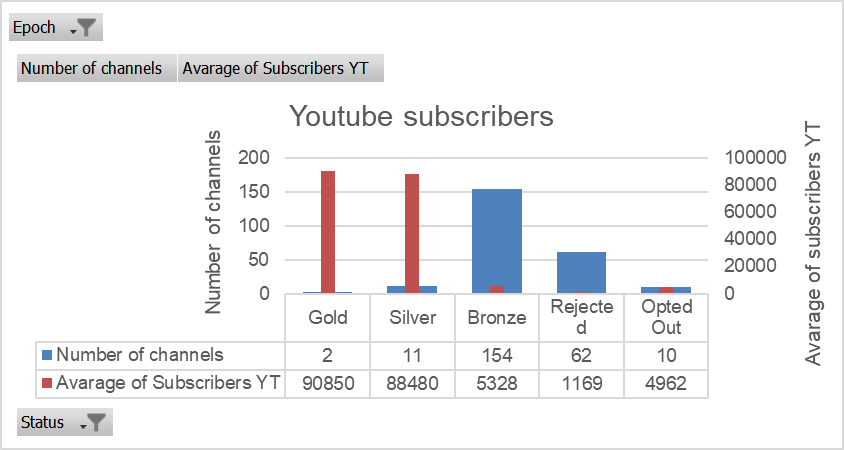 Epoch
Number of channels Avarage of Subscribers YT
Youtube subscribers
Number of channels
200
150
100
50
0
100000
80000
60000
40000
20000
0
Avarage of subscribers YT
Gold Silver Bronze Rejecte
d Opted
Out
Number of channels 2 11 154 62 10
Avarage of Subscribers YT 90850 88480 5328 1169 4962
Status